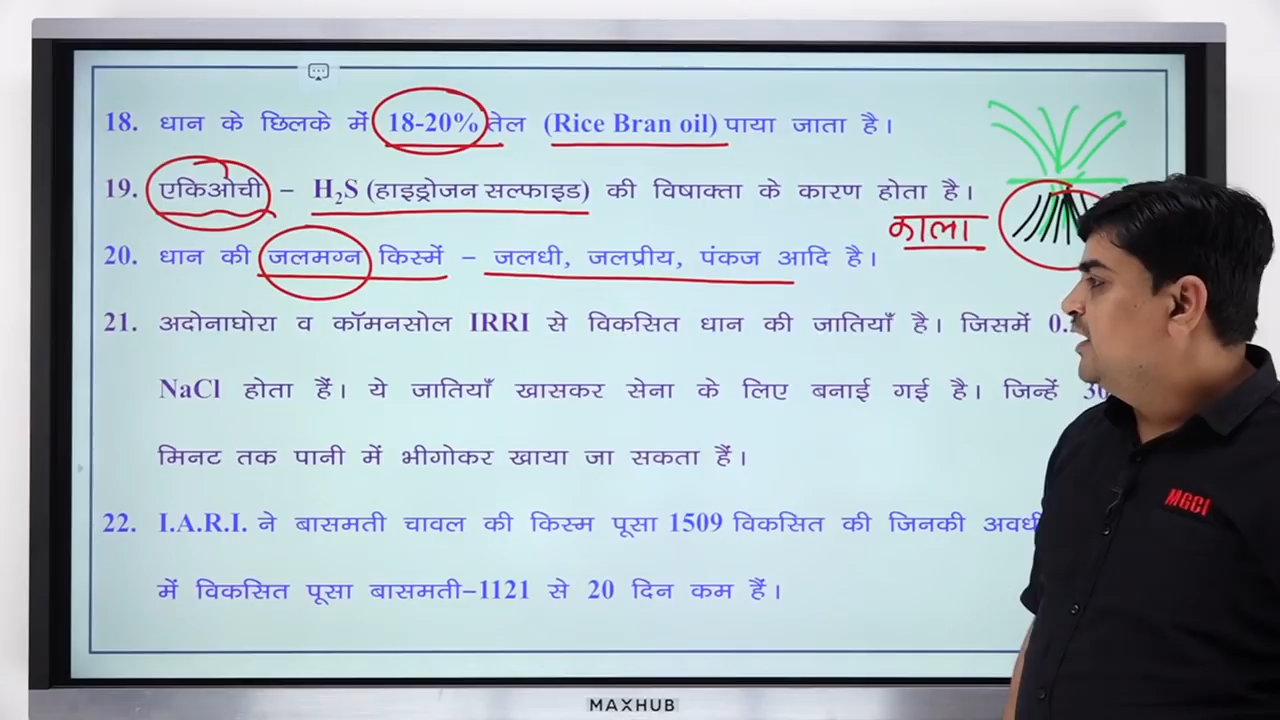 18. धान के छिलके में 18-20% तेल (Rice Bran oil) पाया जाता है।
19. एकिओची – H₂S (हाइड्रोजन सल्फाइड) की विषाक्ता के कारण होता है।
काला
20. धान की जलमग्न किस्में – जलधी, जलप्रीय, पंकज आदि है।
21. अदोनाघोरा व कॉमनसोल IRRI से विकसित धान की जातियाँ है। जिसमें
NaCl होता हैं। ये जातियाँ खासकर सेना के लिए बनाई गई है। जिन्हें
मिनट तक पानी में भीगोकर खाया जा सकता हैं।
22. I.A.R.I. ने बासमती चावल की किस्म पूसा 1509 विकसित की जिनकी अवधी
में विकसित पूसा बासमती–1121 से 20 दिन कम हैं।
MGCI
MAXHUB